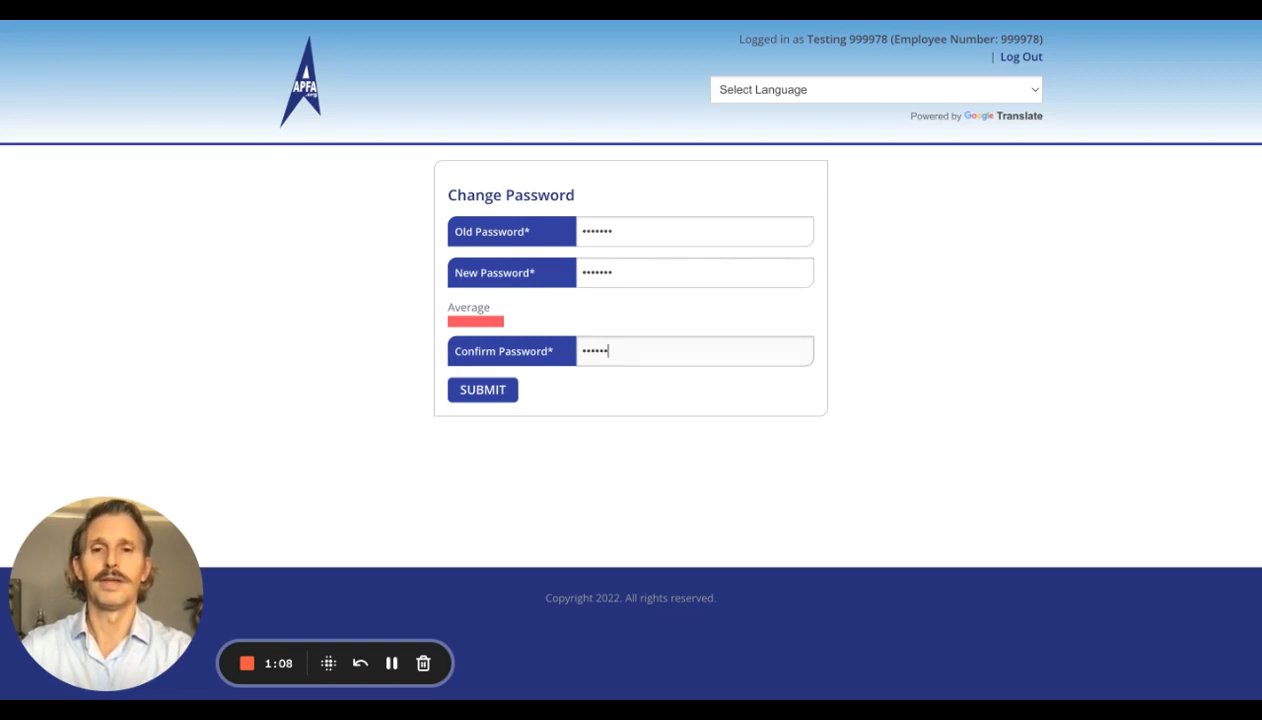 APFA
.org
Logged in as Testing 999978 (Employee Number: 999978)
| Log Out
Select Language
Powered by Google Translate
Change Password
Old Password* •••••••
New Password* •••••••
Average
Confirm Password* ••••••
SUBMIT
Copyright 2022. All rights reserved.
1:08